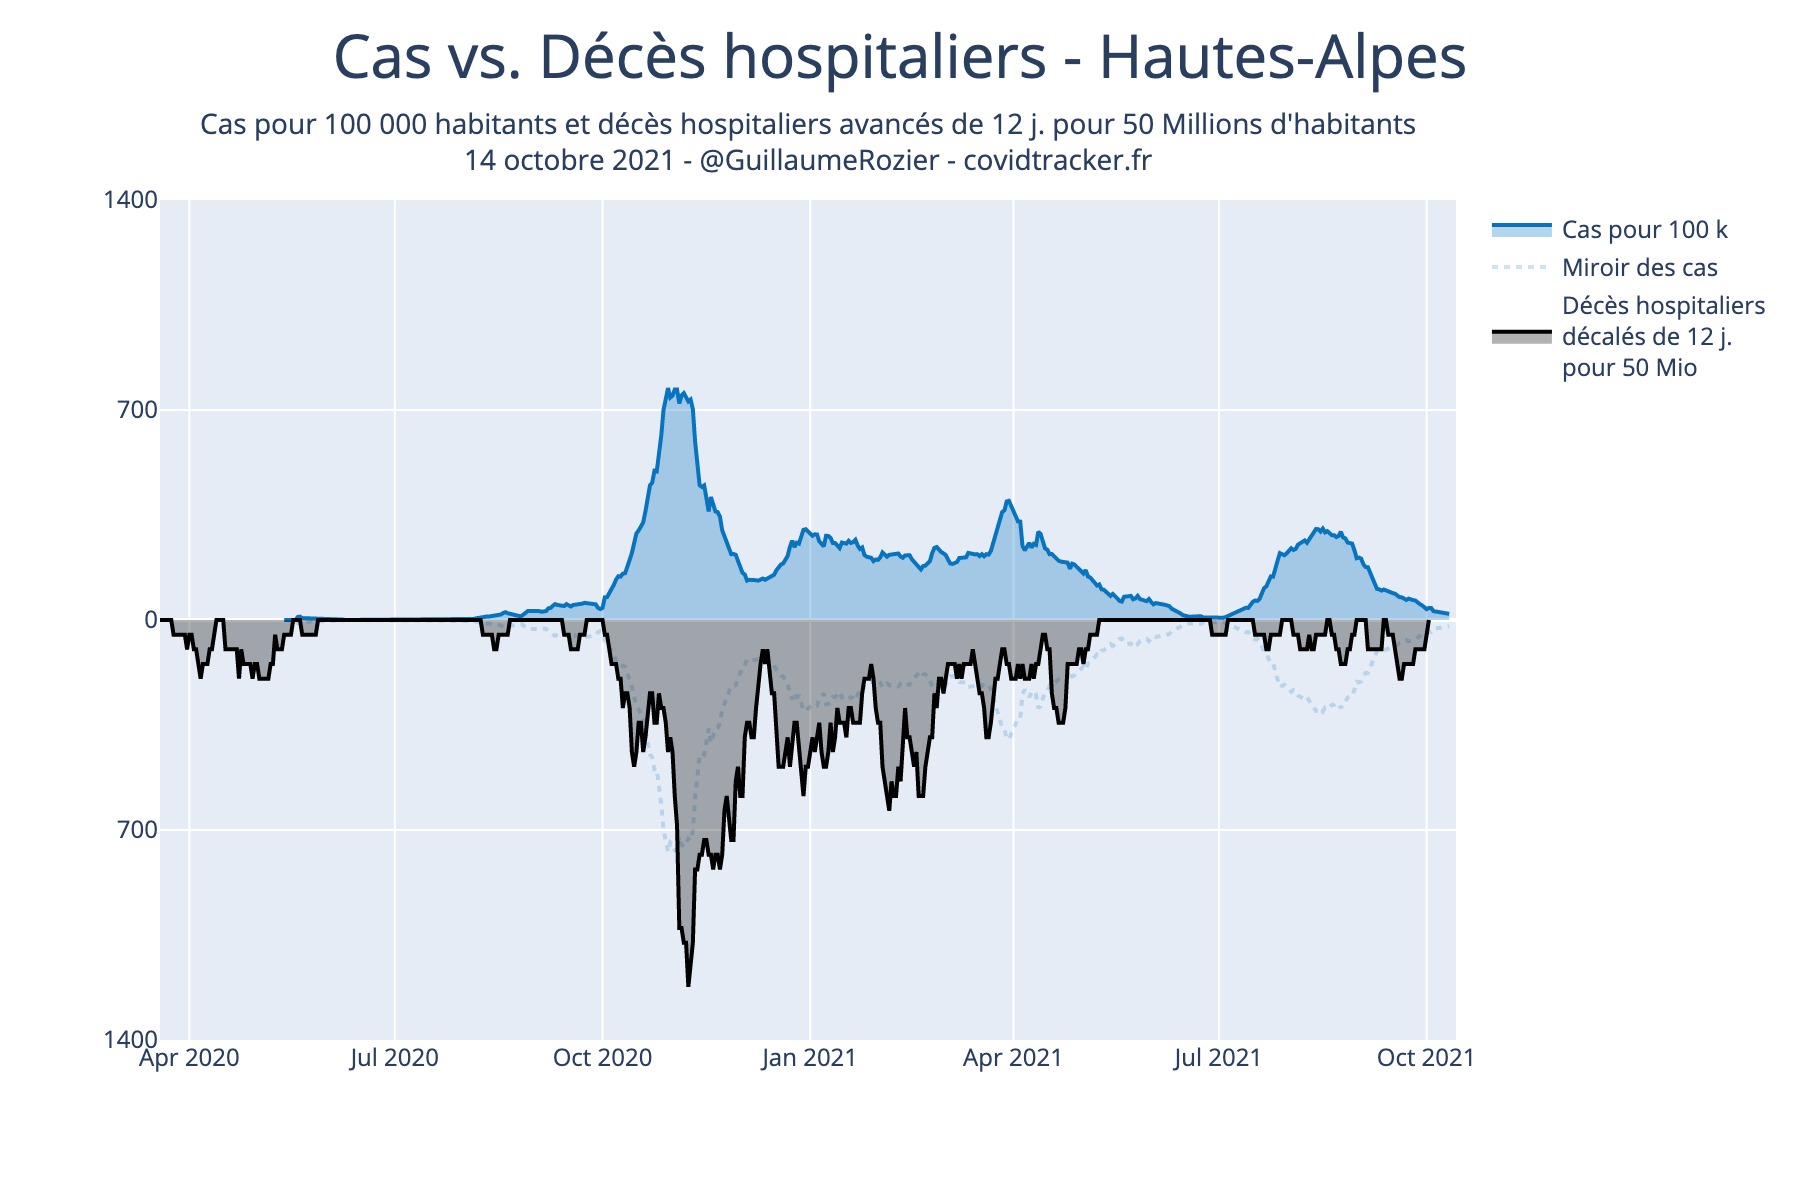 Cas vs. Décès hospitaliers - Hautes-Alpes
Cas pour 100 000 habitants et décès hospitaliers avancés de 12 j. pour 50 Millions d'habitants
14 octobre 2021 - @GuillaumeRozier - covidtracker.fr
1400
700
0
700
1400
Apr 2020
Jul 2020
Oct 2020
Jan 2021
Apr 2021
Jul 2021
Oct 2021
Cas pour 100 k
Miroir des cas
Décès hospitaliers
décalés de 12 j.
pour 50 Mio